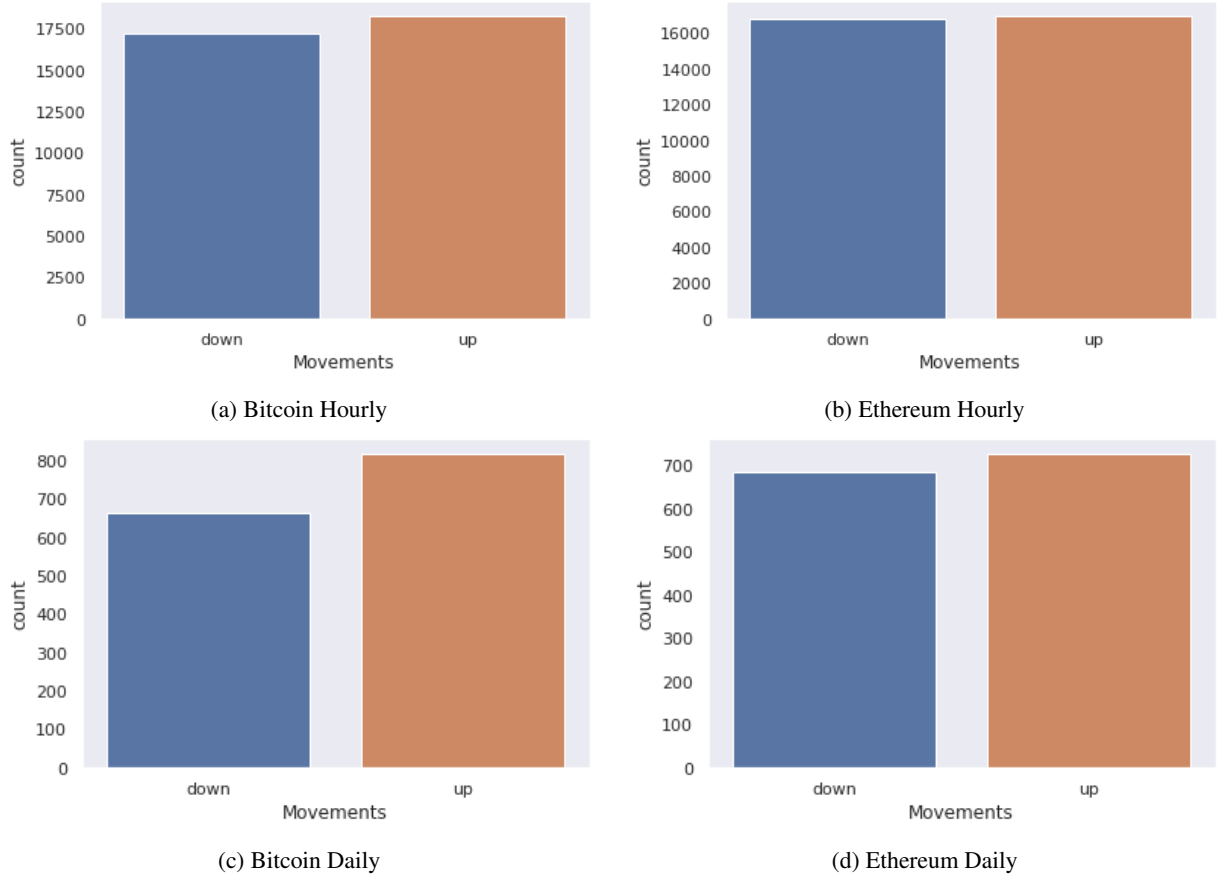 17500
15000
12500
10000
7500
5000
2500
0
count
down up
Movements
(a) Bitcoin Hourly
16000
14000
12000
10000
8000
6000
4000
2000
0
count
down up
Movements
(b) Ethereum Hourly
800
700
600
500
400
300
200
100
0
count
down up
Movements
(c) Bitcoin Daily
700
600
500
400
300
200
100
0
count
down up
Movements
(d) Ethereum Daily